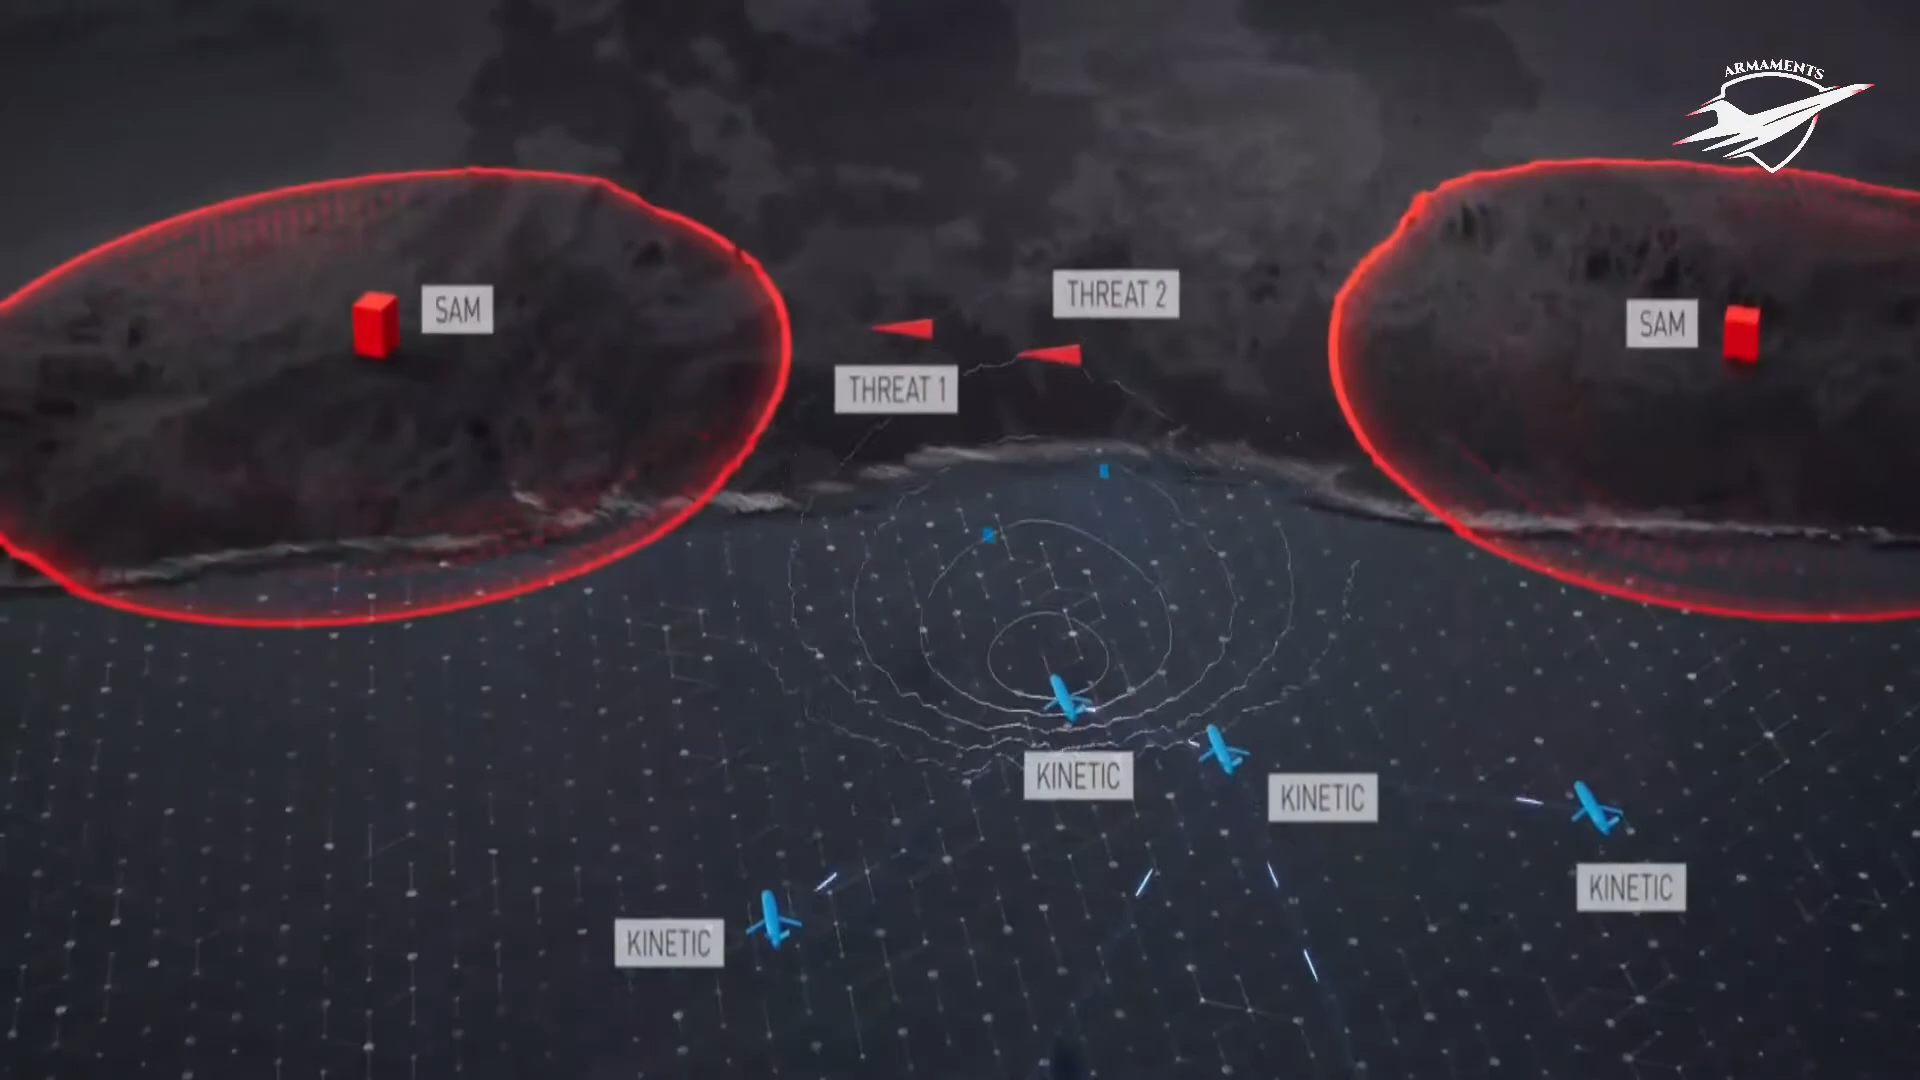 ARMAMENTS
THREAT 2
SAM
SAM
THREAT 1
KINETIC
KINETIC
KINETIC
KINETIC